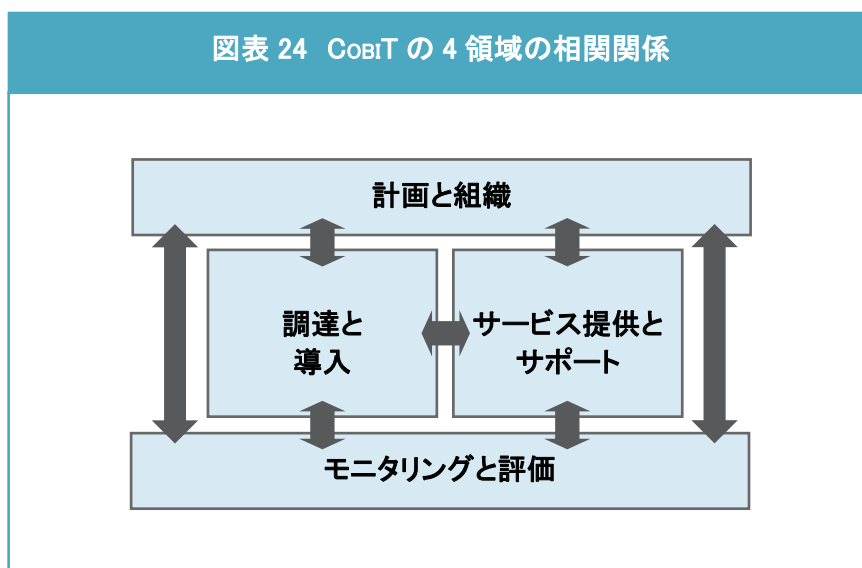 図表 24 COBIT の 4 領域の相関関係
計画と組織
調達と
導入
サービス提供と
サポート
モニタリングと評価